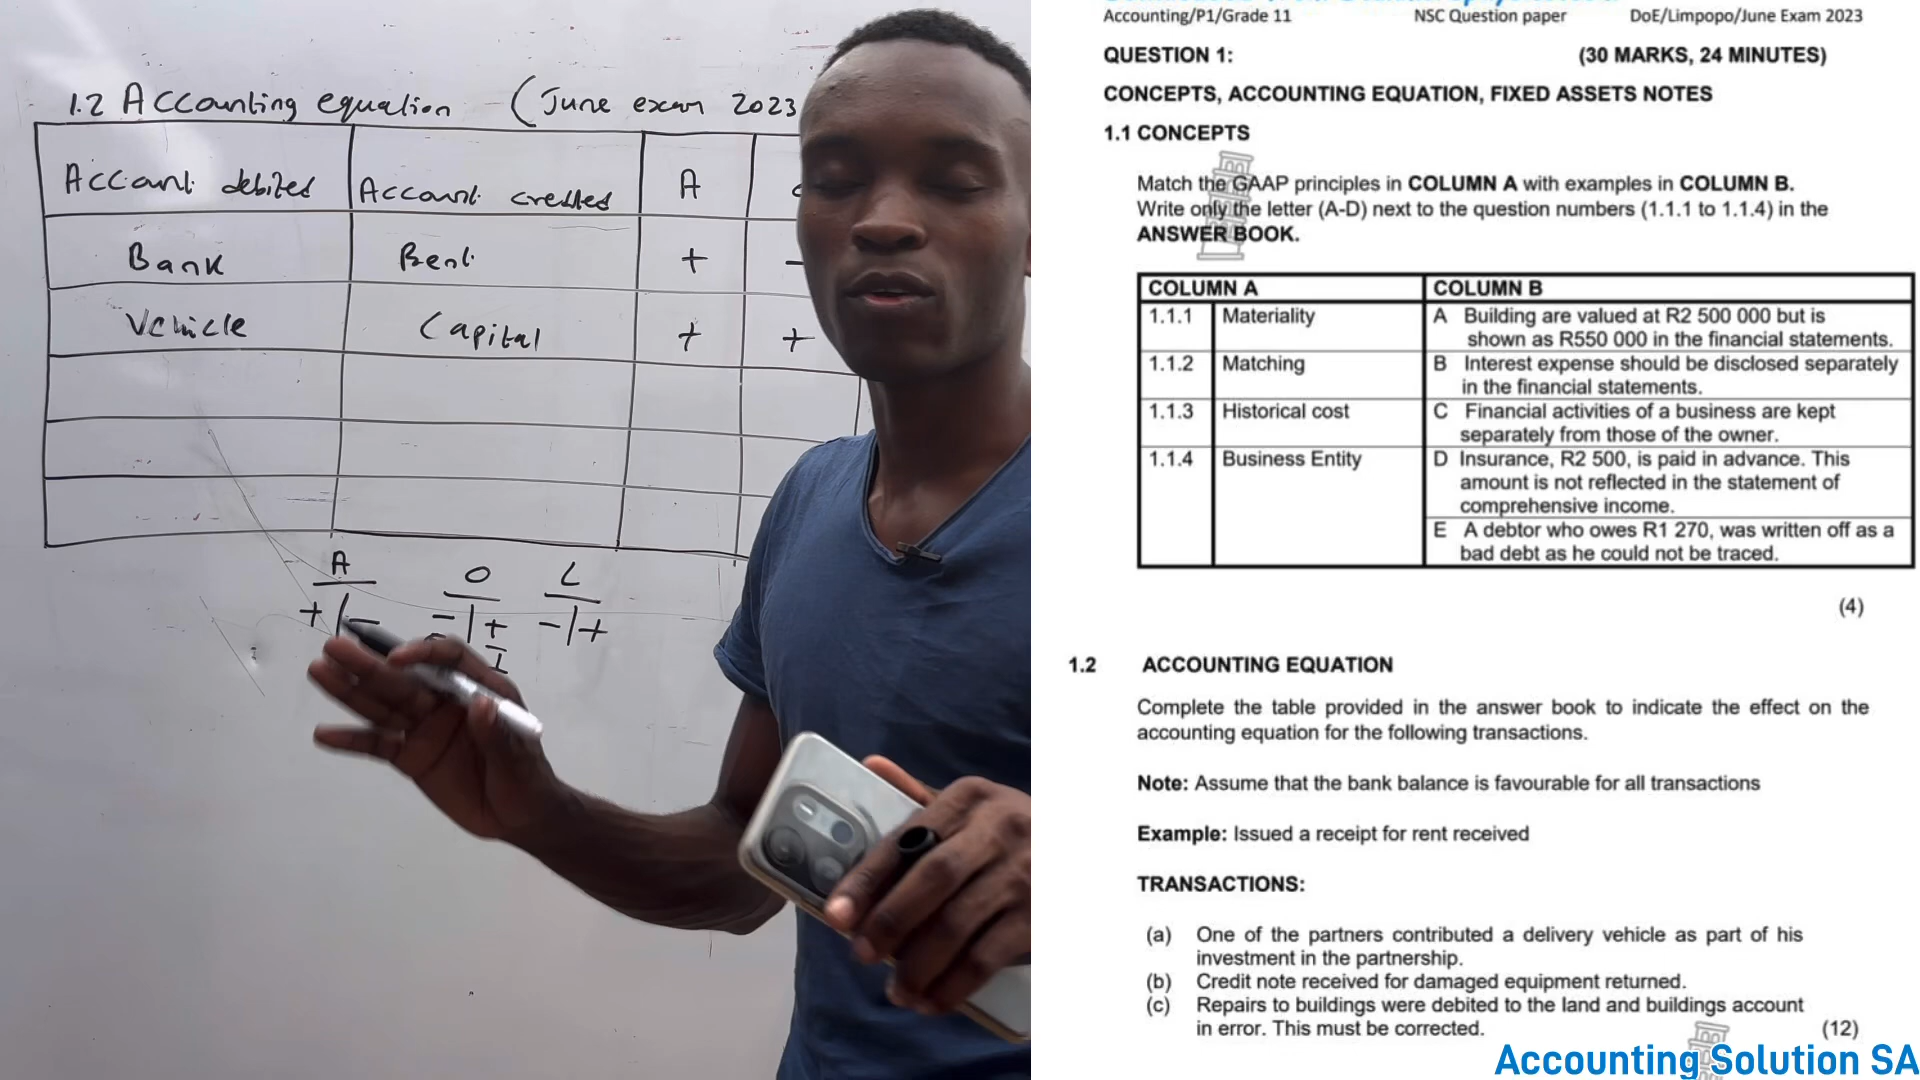 1.2 Accounting equation (June exam 2023
Account debited Account credited A
Bank Rent + -
Vehicle Capital + +
A O L
+ - - + - +
I
Accounting/P1/Grade 11 NSC Question paper DoE/Limpopo/June Exam 2023
QUESTION 1: (30 MARKS, 24 MINUTES)
CONCEPTS, ACCOUNTING EQUATION, FIXED ASSETS NOTES
1.1 CONCEPTS
Match the GAAP principles in COLUMN A with examples in COLUMN B.
Write only the letter (A-D) next to the question numbers (1.1.1 to 1.1.4) in the
ANSWER BOOK.
COLUMN A COLUMN B
1.1.1 Materiality A Building are valued at R2 500 000 but is
shown as R550 000 in the financial statements.
1.1.2 Matching B Interest expense should be disclosed separately
in the financial statements.
1.1.3 Historical cost C Financial activities of a business are kept
separately from those of the owner.
1.1.4 Business Entity D Insurance, R2 500, is paid in advance. This
amount is not reflected in the statement of
comprehensive income.
E A debtor who owes R1 270, was written off as a
bad debt as he could not be traced.
(4)
1.2 ACCOUNTING EQUATION
Complete the table provided in the answer book to indicate the effect on the
accounting equation for the following transactions.
Note: Assume that the bank balance is favourable for all transactions
Example: Issued a receipt for rent received
TRANSACTIONS:
(a) One of the partners contributed a delivery vehicle as part of his
investment in the partnership.
(b) Credit note received for damaged equipment returned.
(c) Repairs to buildings were debited to the land and buildings account
in error. This must be corrected. (12)
Accounting Solution SA